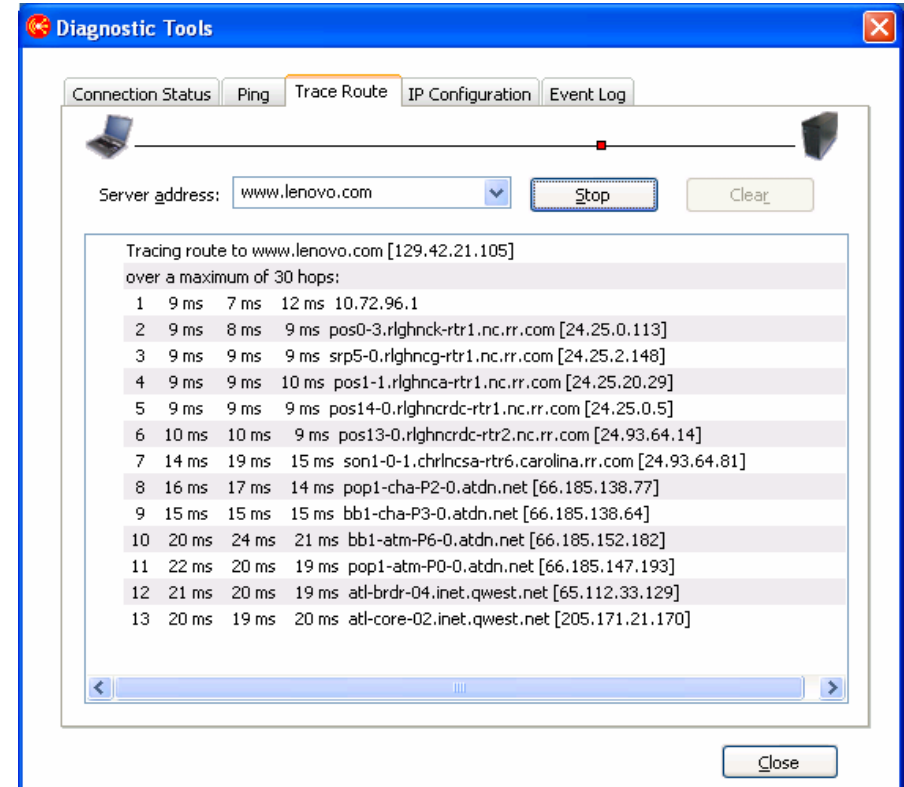 Diagnostic Tools
Connection Status Ping Trace Route IP Configuration Event Log
Server address: www.lenovo.com Stop Clear
Tracing route to www.lenovo.com [129.42.21.105]
over a maximum of 30 hops:
1 9 ms 7 ms 12 ms 10.72.96.1
2 9 ms 8 ms 9 ms pos0-3.rlghnck-rtr1.nc.rr.com [24.25.0.113]
3 9 ms 9 ms 9 ms srp5-0.rlghncg-rtr1.nc.rr.com [24.25.2.148]
4 9 ms 9 ms 10 ms pos1-1.rlghnca-rtr1.nc.rr.com [24.25.20.29]
5 9 ms 9 ms 9 ms pos14-0.rlghncrdc-rtr1.nc.rr.com [24.25.0.5]
6 10 ms 10 ms 9 ms pos13-0.rlghncrdc-rtr2.nc.rr.com [24.93.64.14]
7 14 ms 19 ms 15 ms son1-0-1.chrlncsa-rtr6.carolina.rr.com [24.93.64.81]
8 16 ms 17 ms 14 ms pop1-cha-P2-0.atdn.net [66.185.138.77]
9 15 ms 15 ms 15 ms bb1-cha-P3-0.atdn.net [66.185.138.64]
10 20 ms 24 ms 21 ms bb1-atm-P6-0.atdn.net [66.185.152.182]
11 22 ms 20 ms 19 ms pop1-atm-P0-0.atdn.net [66.185.147.193]
12 21 ms 20 ms 19 ms atl-brdr-04.inet.qwest.net [65.112.33.129]
13 20 ms 19 ms 20 ms atl-core-02.inet.qwest.net [205.171.21.170]
Close